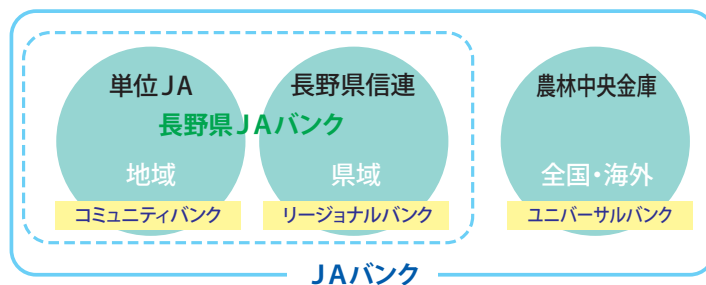 単位JA
長野県信連
農林中央金庫
長野県JAバンク
地域
県域
全国・海外
コミュニティバンク
リージョナルバンク
ユニバーサルバンク
JAバンク